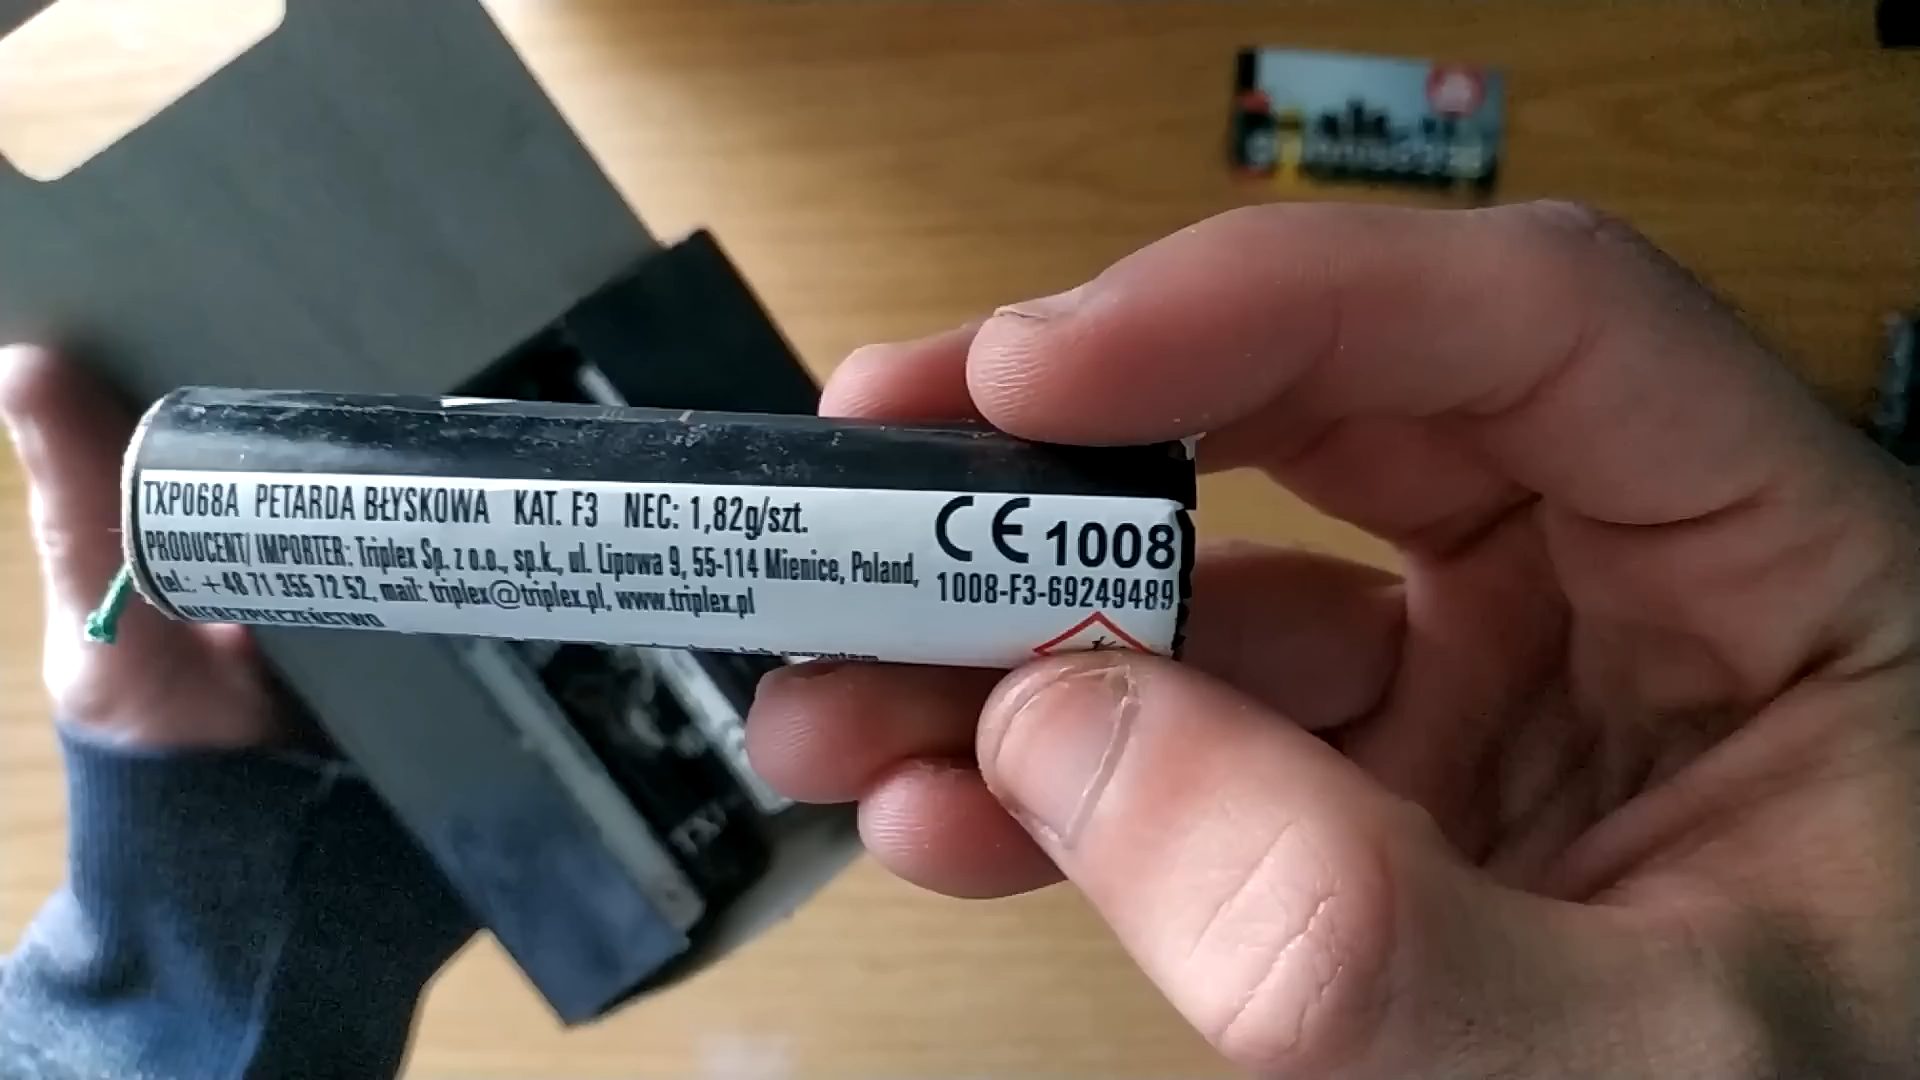 TXP068A PETARDA BŁYSKOWA KAT. F3 NEC: 1,82g/szt.
PRODUCENT/ IMPORTER: Triplex Sp. z o.o., sp.k., ul. Lipowa 9, 55-114 Mienice, Poland,
tel.: +48 71 355 72 52, mail: triplex@triplex.pl, www.triplex.pl
NIEBEZPIECZEŃSTWO
CE 1008
1008-F3-69249489